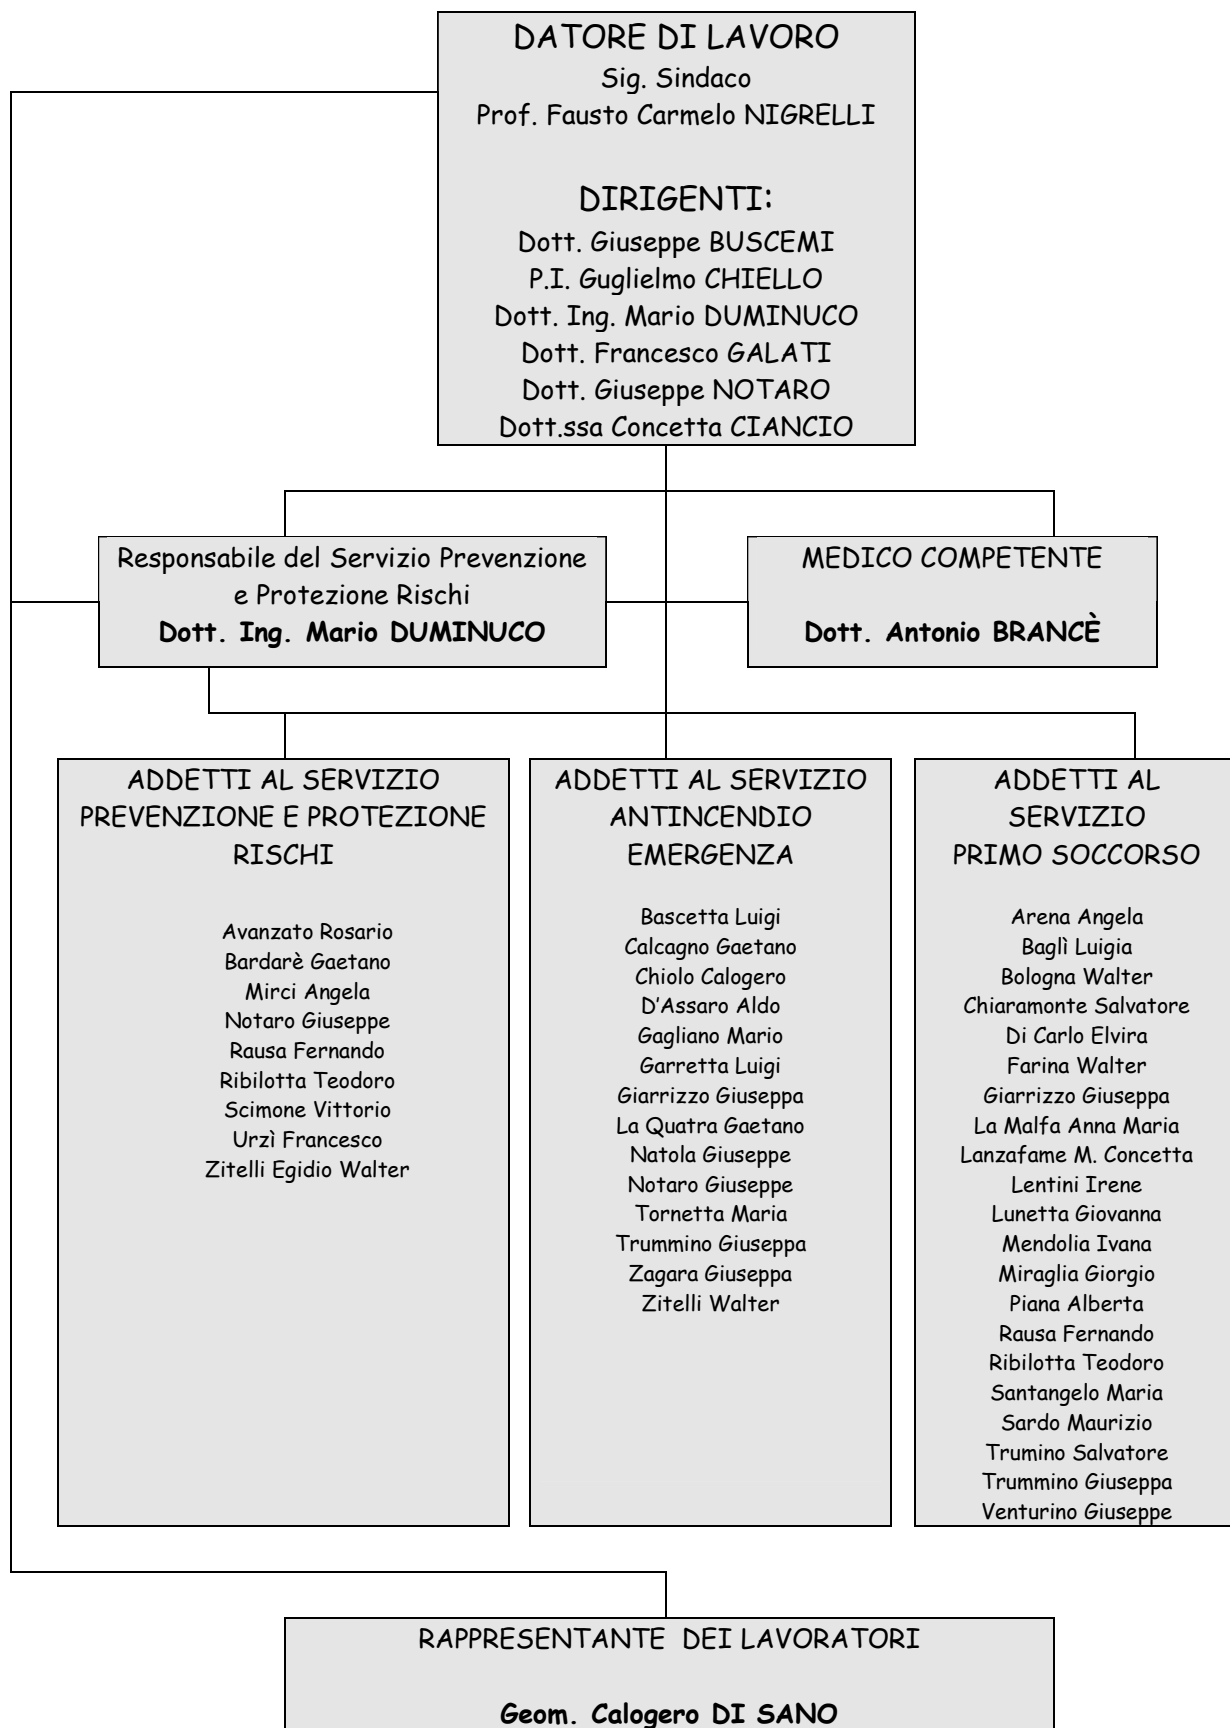 DATORE DI LAVORO
Sig. Sindaco
Prof. Fausto Carmelo NIGRELLI
DIRIGENTI:
Dott. Giuseppe BUSCEMI
P.I. Guglielmo CHIELLO
Dott. Ing. Mario DUMINUCO
Dott. Francesco GALATI
Dott. Giuseppe NOTARO
Dott.ssa Concetta CIANCIO
Responsabile del Servizio Prevenzione
e Protezione Rischi
Dott. Ing. Mario DUMINUCO
MEDICO COMPETENTE
Dott. Antonio BRANCÈ
ADDETTI AL SERVIZIO
PREVENZIONE E PROTEZIONE
RISCHI
Avanzato Rosario
Bardarè Gaetano
Mirci Angela
Notaro Giuseppe
Rausa Fernando
Ribilotta Teodoro
Scimone Vittorio
Urzì Francesco
Zitelli Egidio Walter
ADDETTI AL SERVIZIO
ANTINCENDIO
EMERGENZA
Bascetta Luigi
Calcagno Gaetano
Chiolo Calogero
D'Assaro Aldo
Gagliano Mario
Garretta Luigi
Giarrizzo Giuseppa
La Quatra Gaetano
Natola Giuseppe
Notaro Giuseppe
Tornetta Maria
Trummino Giuseppa
Zagara Giuseppa
Zitelli Walter
ADDETTI AL
SERVIZIO
PRIMO SOCCORSO
Arena Angela
Baglì Luigia
Bologna Walter
Chiaramonte Salvatore
Di Carlo Elvira
Farina Walter
Giarrizzo Giuseppa
La Malfa Anna Maria
Lanzafame M. Concetta
Lentini Irene
Lunetta Giovanna
Mendolia Ivana
Miraglia Giorgio
Piana Alberta
Rausa Fernando
Ribilotta Teodoro
Santangelo Maria
Sardo Maurizio
Trumino Salvatore
Trummino Giuseppa
Venturino Giuseppe
RAPPRESENTANTE DEI LAVORATORI
Geom. Calogero DI SANO